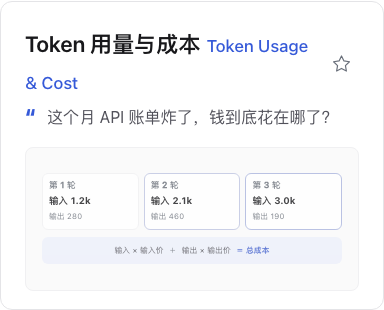 Token 用量与成本 Token Usage
& Cost
“ 这个月 API 账单炸了，钱到底花在哪了？
第 1 轮
输入 1.2k
输出 280
第 2 轮
输入 2.1k
输出 460
第 3 轮
输入 3.0k
输出 190
输入 × 输入价 + 输出 × 输出价 = 总成本